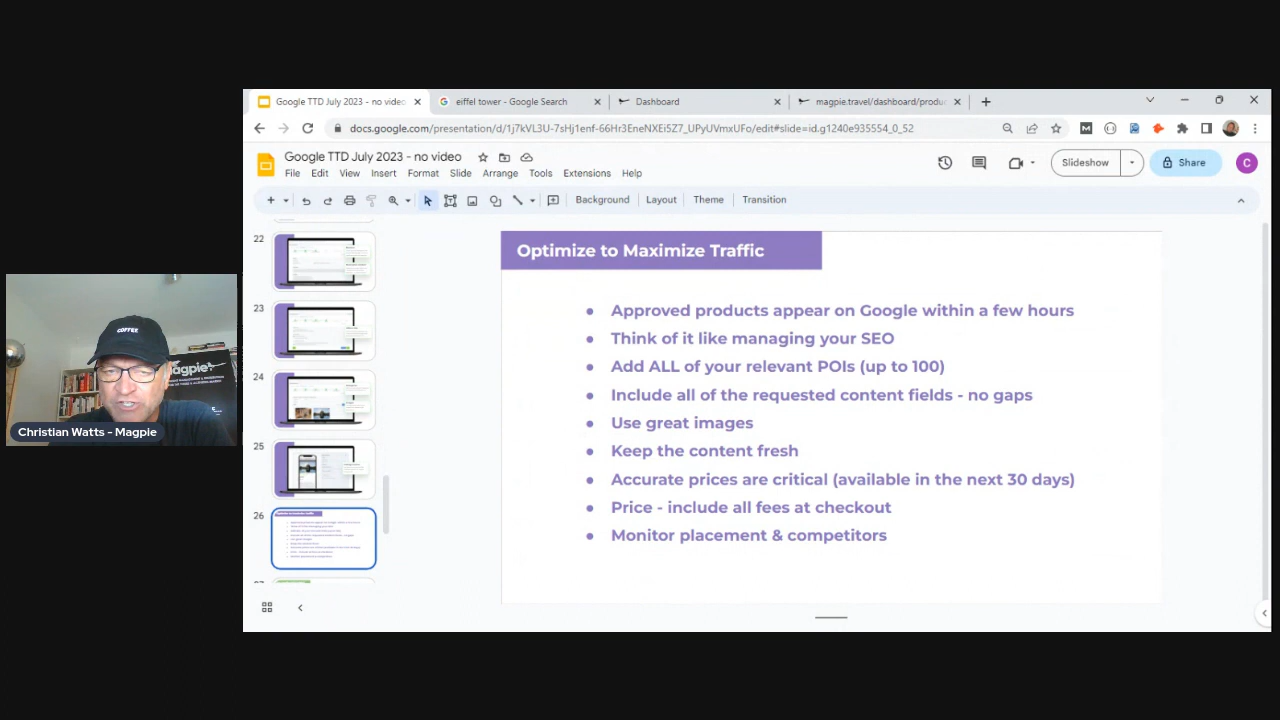 Google TTD July 2023 - no video
eiffel tower - Google Search
Dashboard
magpie.travel/dashboard/produc
docs.google.com/presentation/d/1j7kVL3U-7sHj1enf-66Hr3EneNXEi5Z7_UPyUVmxUFo/edit#slide=id.g1240e935554_0_52
Google TTD July 2023 - no video
File Edit View Insert Format Slide Arrange Tools Extensions Help
Slideshow
Share
C
Background Layout Theme Transition
22
23
24
25
26
Optimize to Maximize Traffic
Approved products appear on Google within a few hours
Think of it like managing your SEO
Add ALL of your relevant POIs (up to 100)
Include all of the requested content fields - no gaps
Use great images
Keep the content fresh
Accurate prices are critical (available in the next 30 days)
Price - include all fees at checkout
Monitor placement & competitors
COFFEE
Magpie
Christian Watts - Magpie